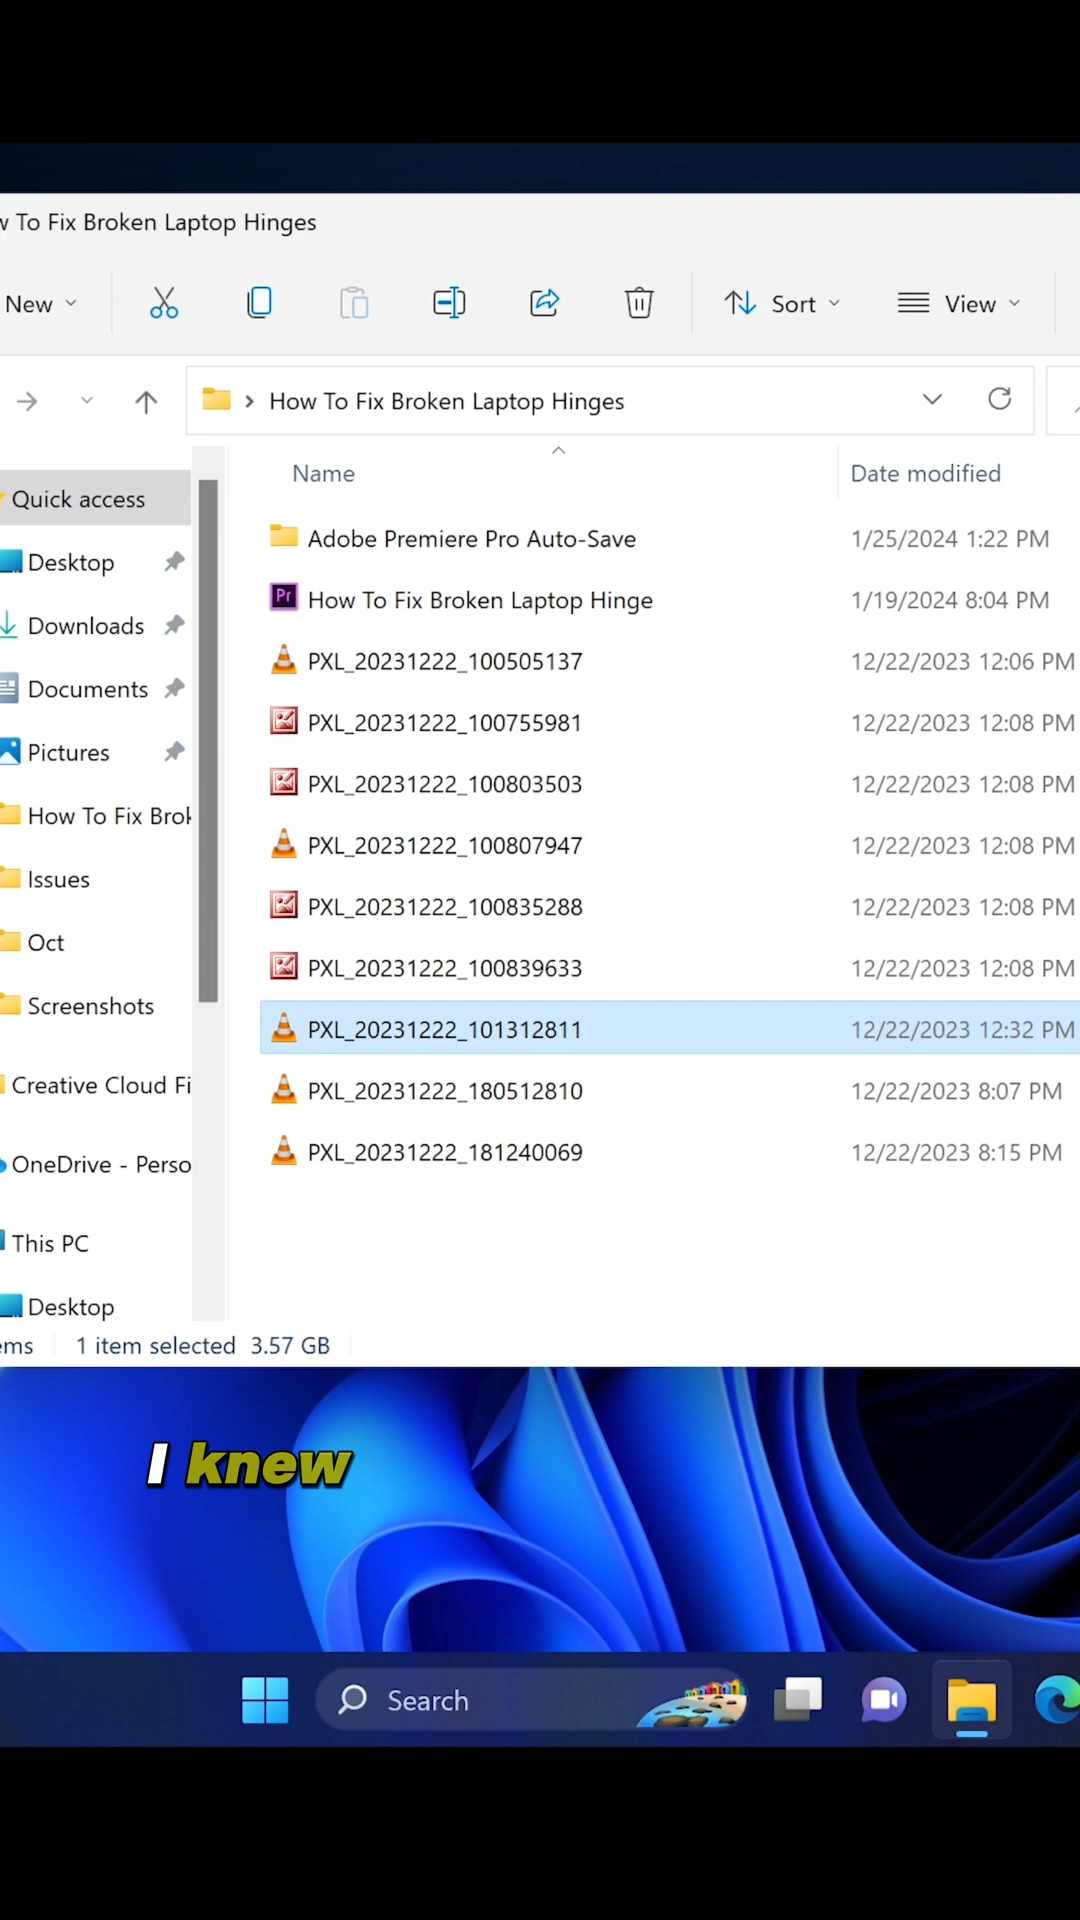 w To Fix Broken Laptop Hinges
New
Sort
View
How To Fix Broken Laptop Hinges
Name
Date modified
Quick access
Desktop
Downloads
Documents
Pictures
How To Fix Brok
Issues
Oct
Screenshots
Creative Cloud Fi
OneDrive - Perso
This PC
Desktop
Adobe Premiere Pro Auto-Save 1/25/2024 1:22 PM
Pr How To Fix Broken Laptop Hinge 1/19/2024 8:04 PM
PXL_20231222_100505137 12/22/2023 12:06 PM
PXL_20231222_100755981 12/22/2023 12:08 PM
PXL_20231222_100803503 12/22/2023 12:08 PM
PXL_20231222_100807947 12/22/2023 12:08 PM
PXL_20231222_100835288 12/22/2023 12:08 PM
PXL_20231222_100839633 12/22/2023 12:08 PM
PXL_20231222_101312811 12/22/2023 12:32 PM
PXL_20231222_180512810 12/22/2023 8:07 PM
PXL_20231222_181240069 12/22/2023 8:15 PM
ems 1 item selected 3.57 GB
I knew
Search